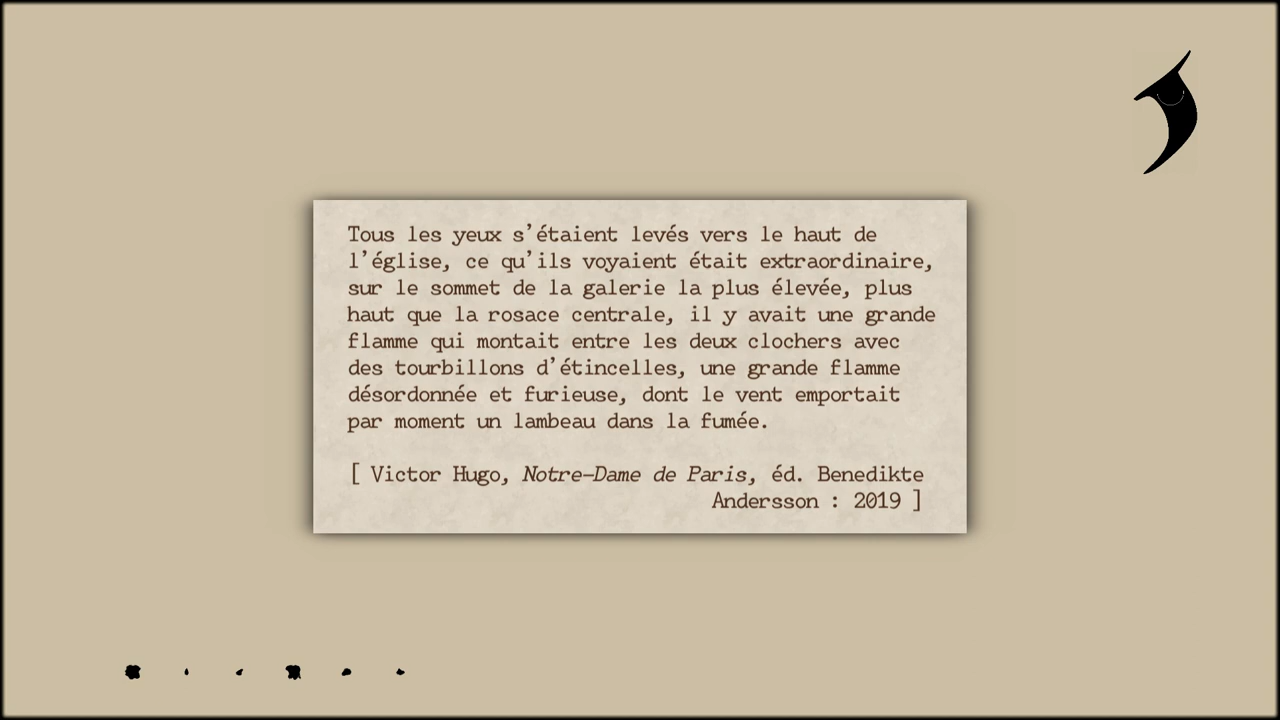 Tous les yeux s’étaient levés vers le haut de
l’église, ce qu’ils voyaient était extraordinaire,
sur le sommet de la galerie la plus élevée, plus
haut que la rosace centrale, il y avait une grande
flamme qui montait entre les deux clochers avec
des tourbillons d’étincelles, une grande flamme
désordonnée et furieuse, dont le vent emportait
par moment un lambeau dans la fumée.
[ Victor Hugo, Notre-Dame de Paris, éd. Benedikte
Andersson : 2019 ]